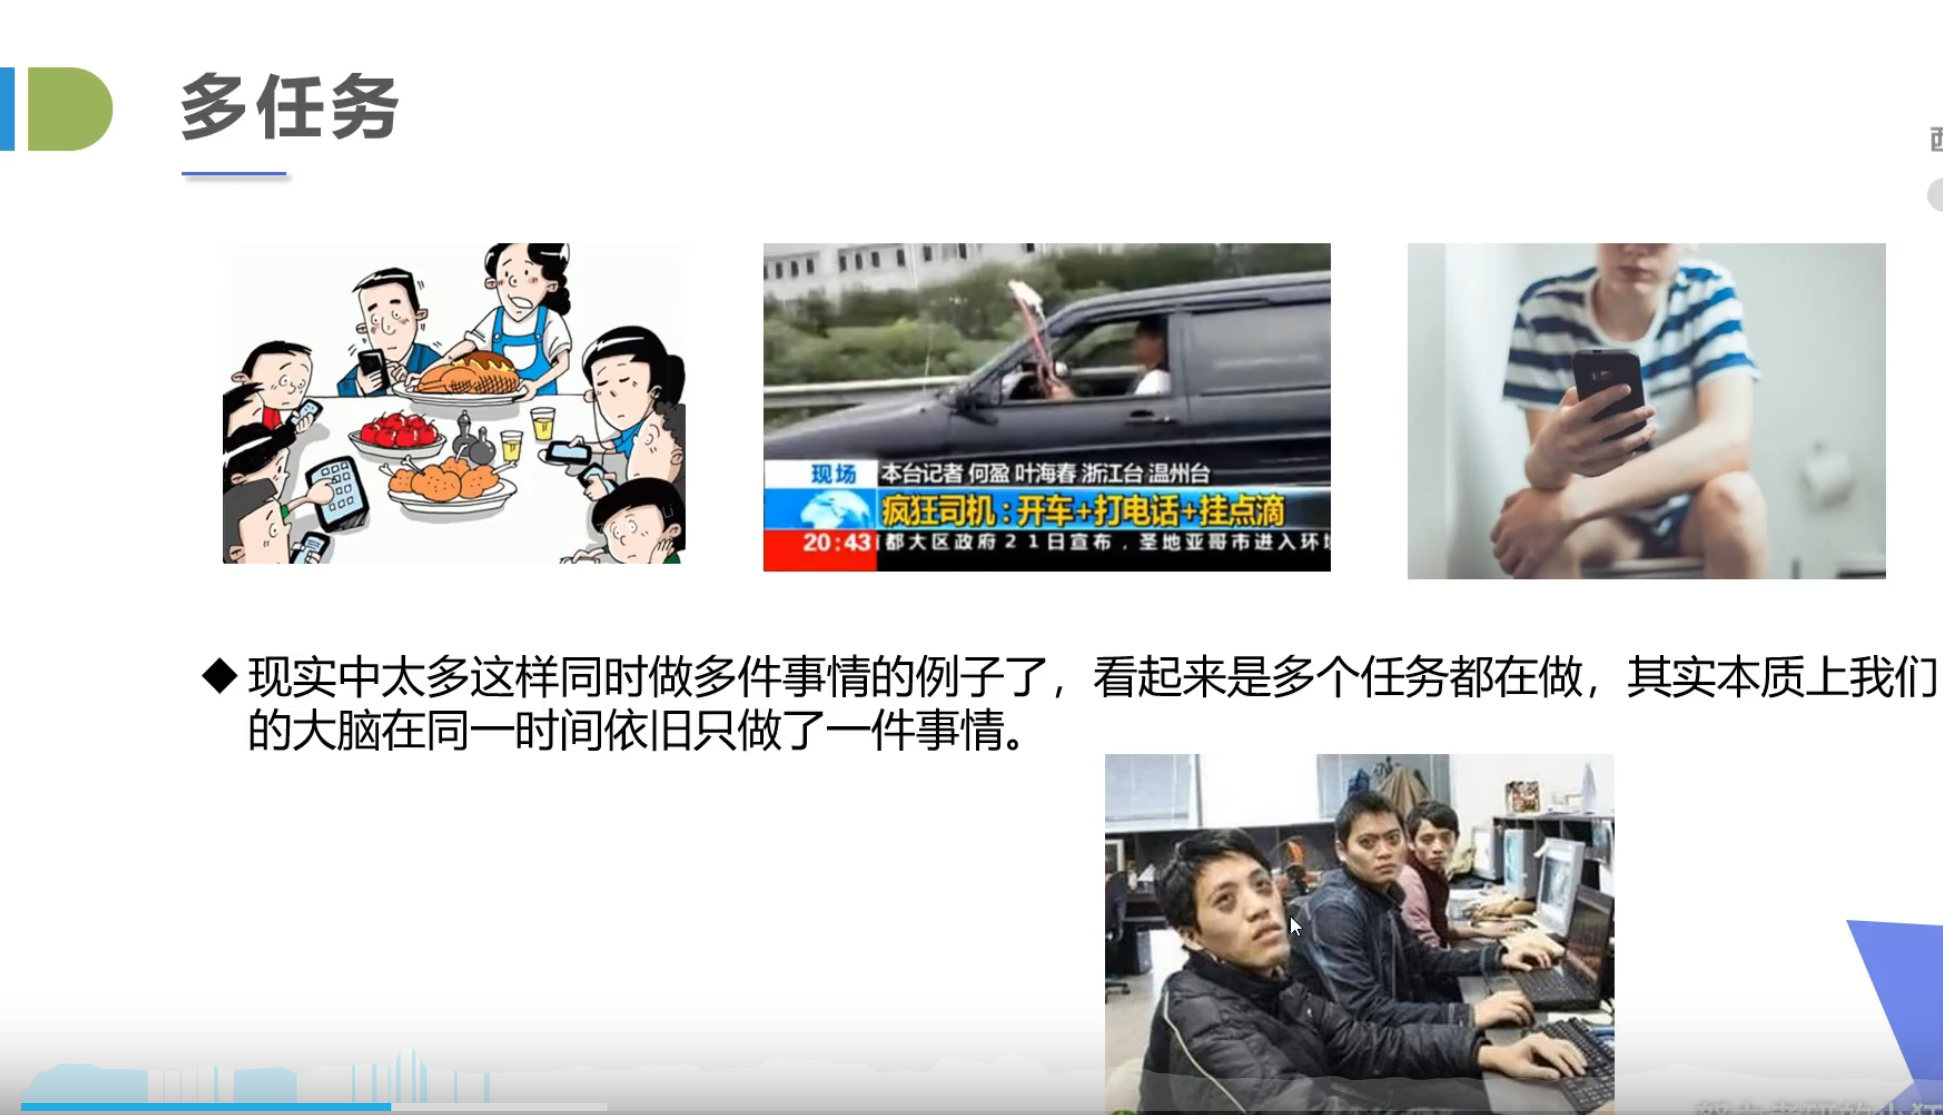 多任务
现场
本台记者 何盈 叶海春 浙江台 温州台
疯狂司机：开车+打电话+挂点滴
20:43
都大区政府21日宣布，圣地亚哥市进入环
◆现实中太多这样同时做多件事情的例子了，看起来是多个任务都在做，其实本质上我们
的大脑在同一时间依旧只做了一件事情。